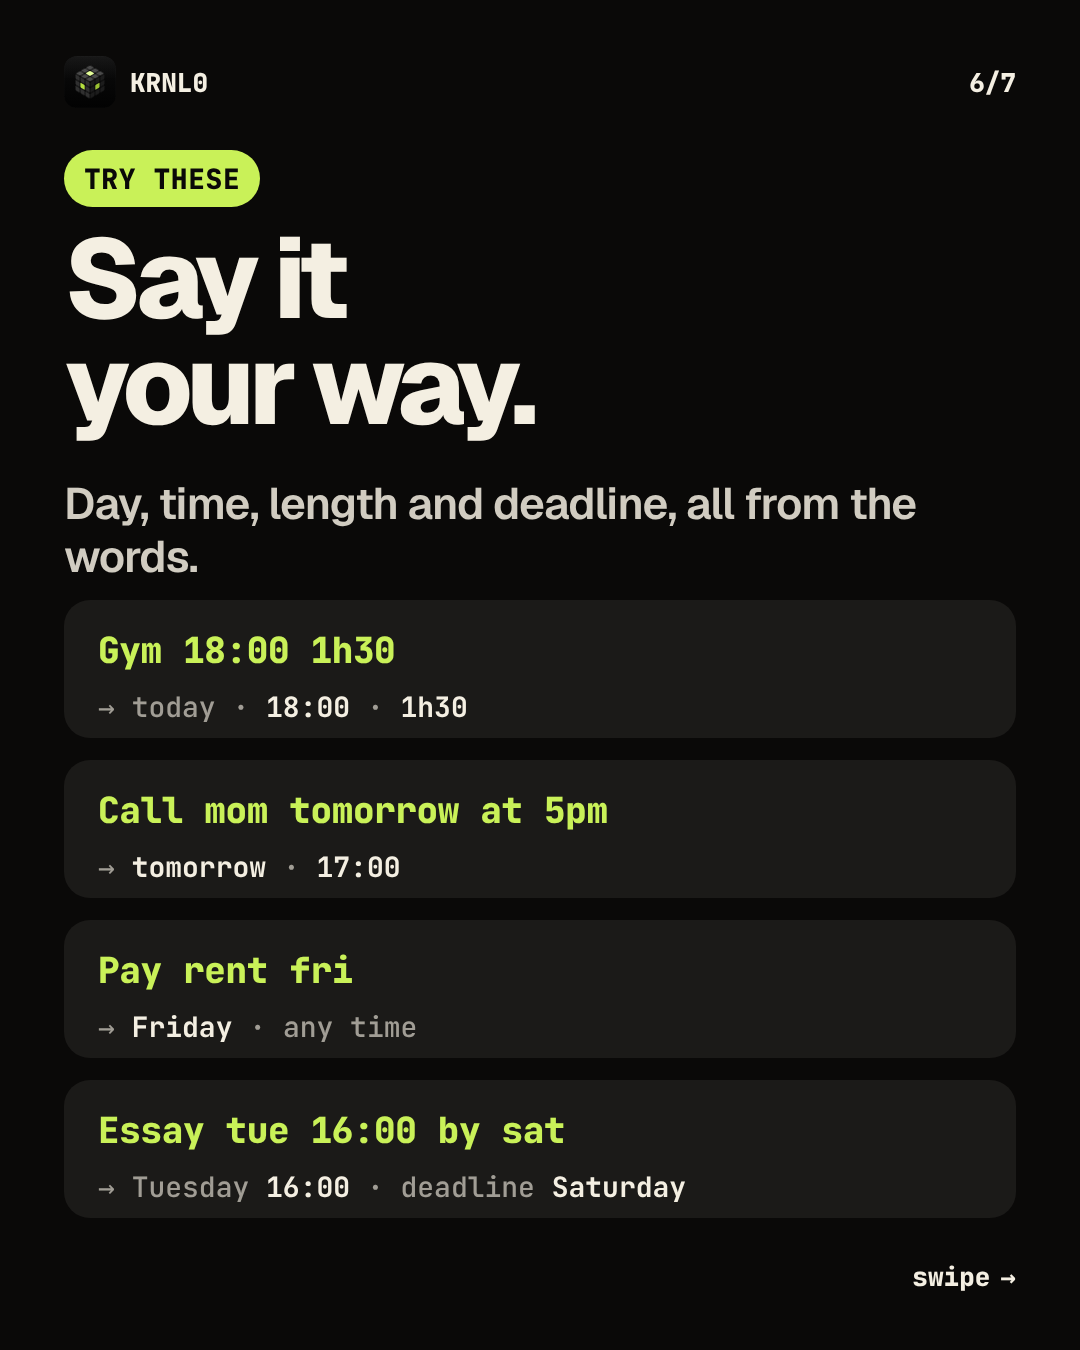 KRNL0
6/7
TRY THESE
Say it
your way.
Day, time, length and deadline, all from the
words.
Gym 18:00 1h30
→ today · 18:00 · 1h30
Call mom tomorrow at 5pm
→ tomorrow · 17:00
Pay rent fri
→ Friday · any time
Essay tue 16:00 by sat
→ Tuesday 16:00 · deadline Saturday
swipe →